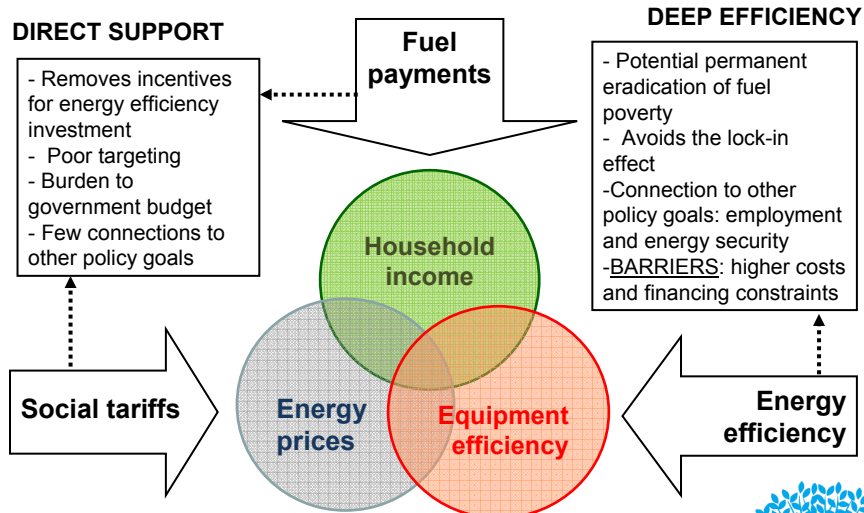 DIRECT SUPPORT
- Removes incentives
for energy efficiency
investment
- Poor targeting
- Burden to
government budget
- Few connections to
other policy goals
Fuel
payments
DEEP EFFICIENCY
- Potential permanent
eradication of fuel
poverty
- Avoids the lock-in
effect
-Connection to other
policy goals: employment
and energy security
-BARRIERS: higher costs
and financing constraints
Household
income
Social tariffs
Energy
prices
Equipment
efficiency
Energy
efficiency